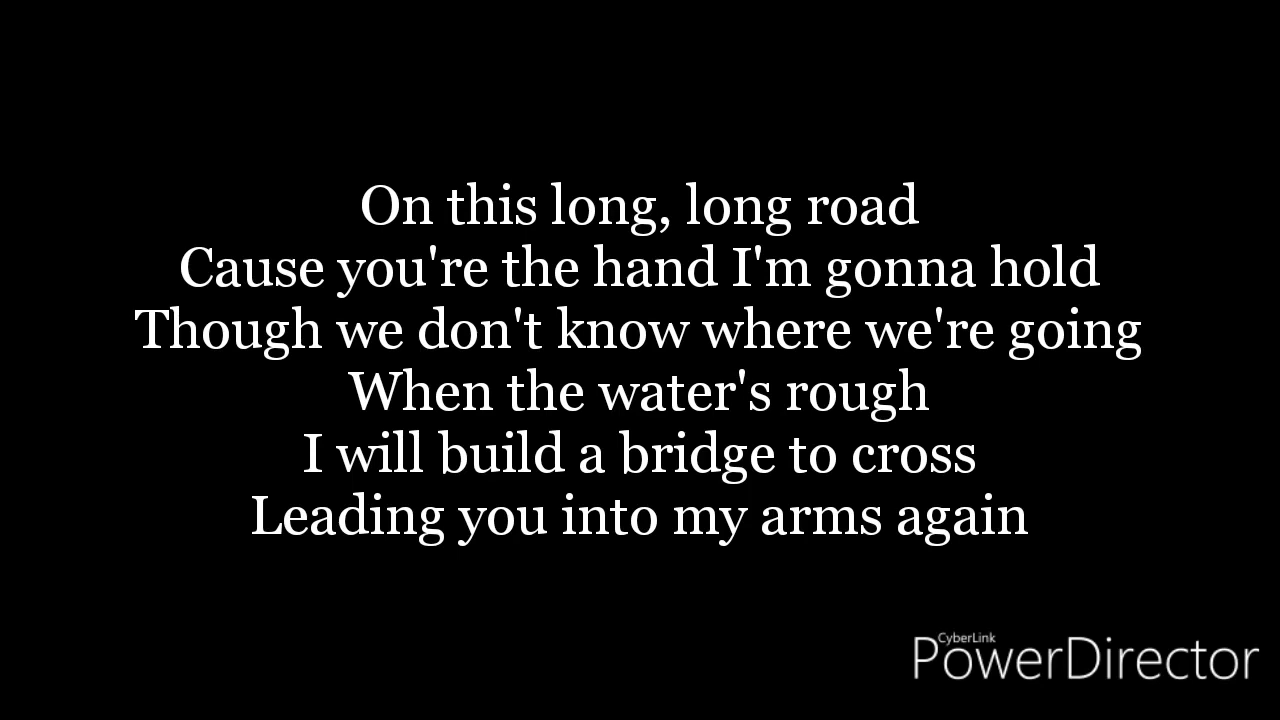 On this long, long road
Cause you're the hand I'm gonna hold
Though we don't know where we're going
When the water's rough
I will build a bridge to cross
Leading you into my arms again
CyberLink
PowerDirector